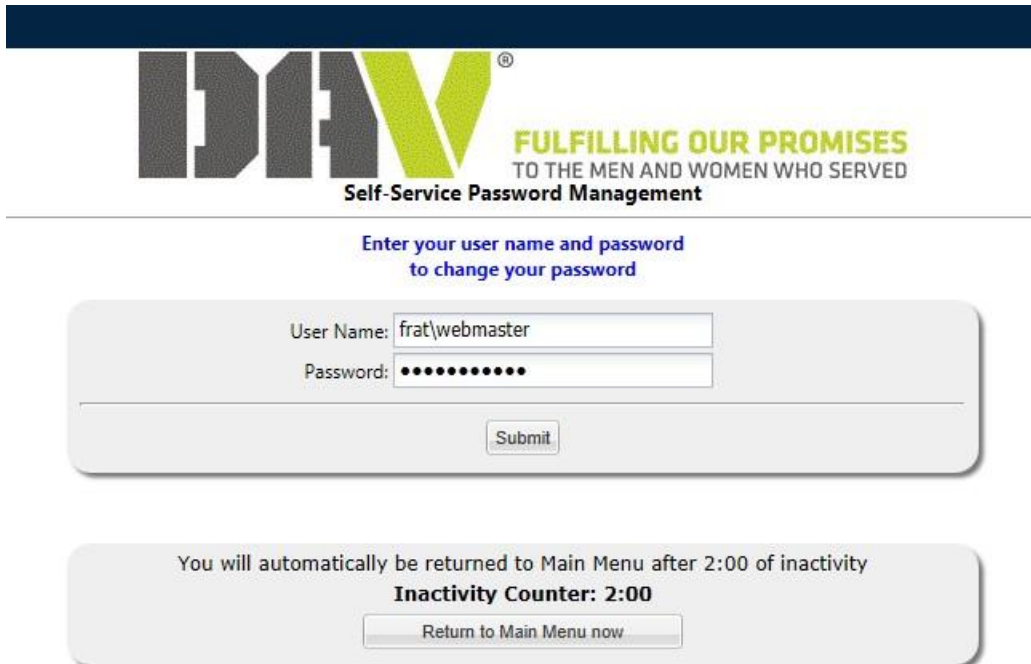 DAV®
FULFILLING OUR PROMISES
TO THE MEN AND WOMEN WHO SERVED
Self-Service Password Management
Enter your user name and password
to change your password
User Name: frat\webmaster
Password: •••••••••••
Submit
You will automatically be returned to Main Menu after 2:00 of inactivity
Inactivity Counter: 2:00
Return to Main Menu now